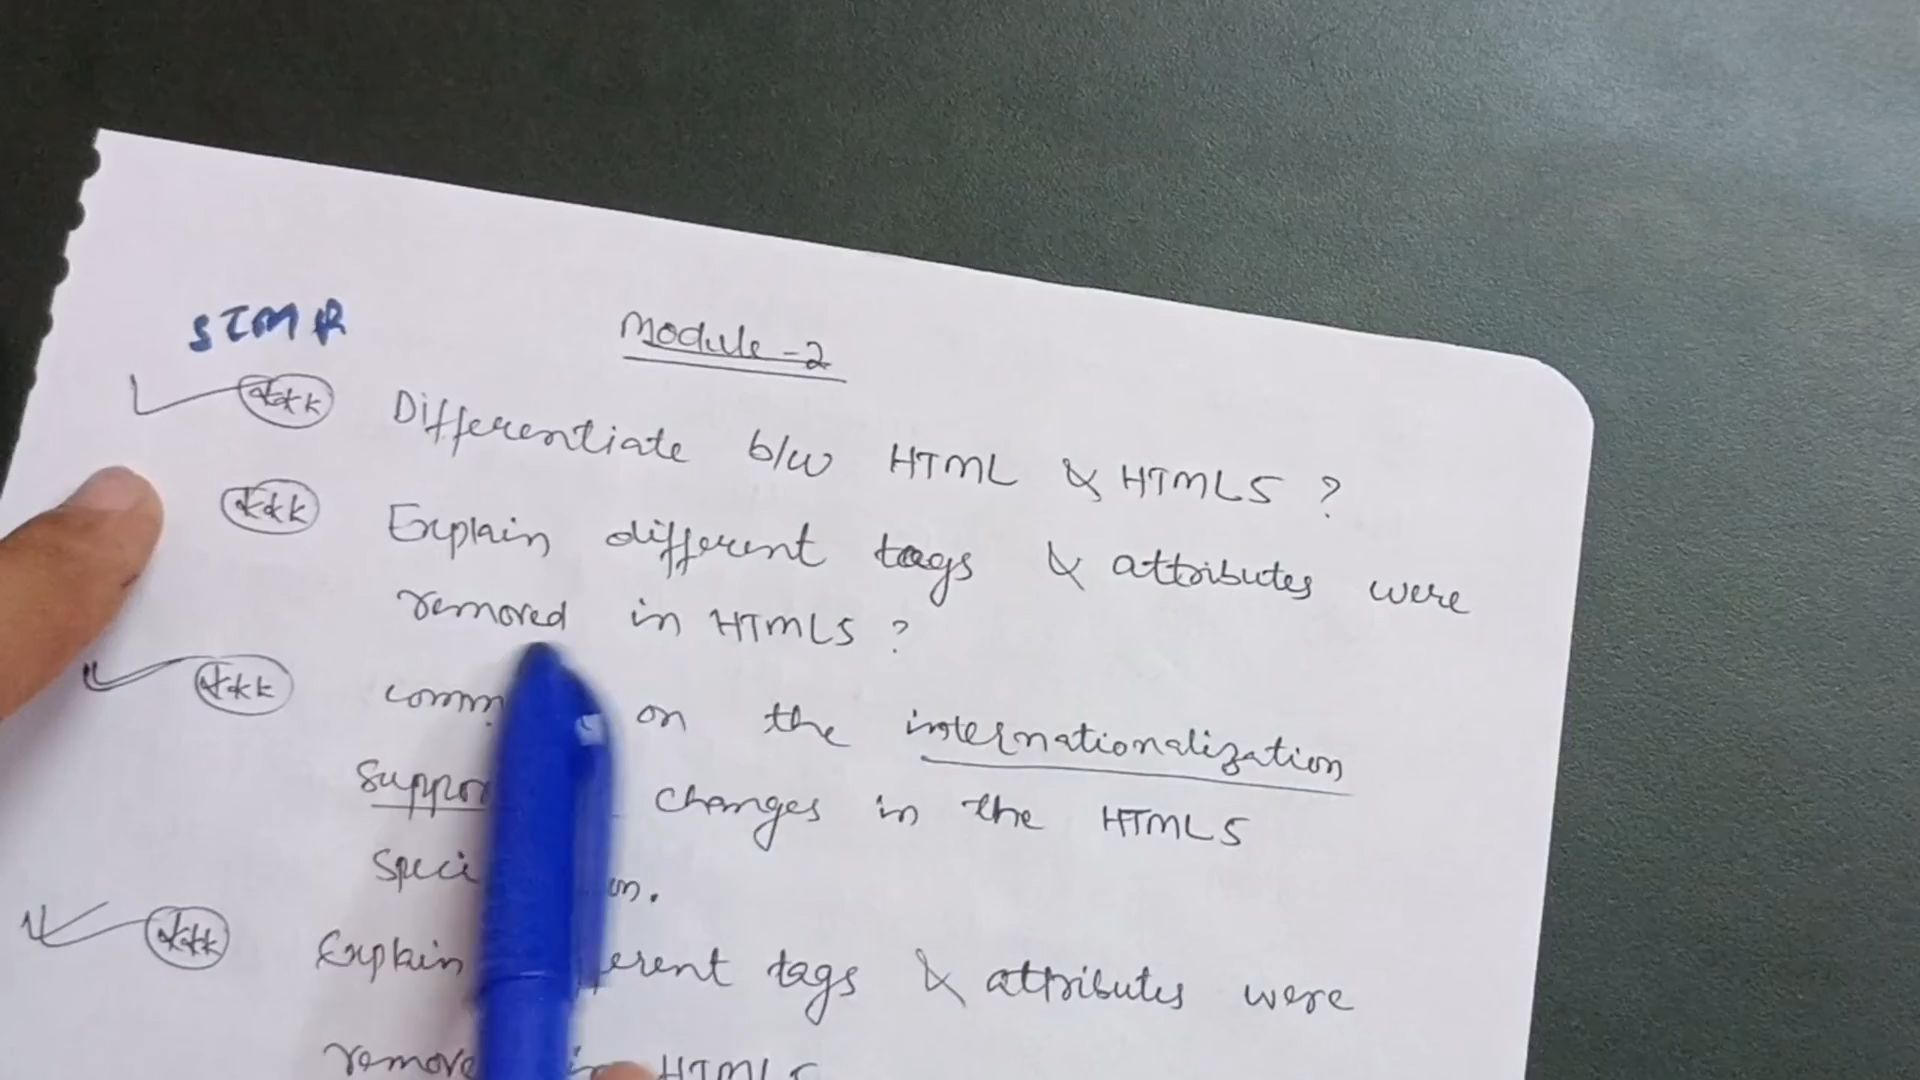 Module-2
*** Differentiate b/w HTML & HTML5 ?
*** Explain different tags & attributes were
removed in HTML5 ?
*** on the internationalization
changes in the HTML5
*** Explain tags & attributes were
HTML5